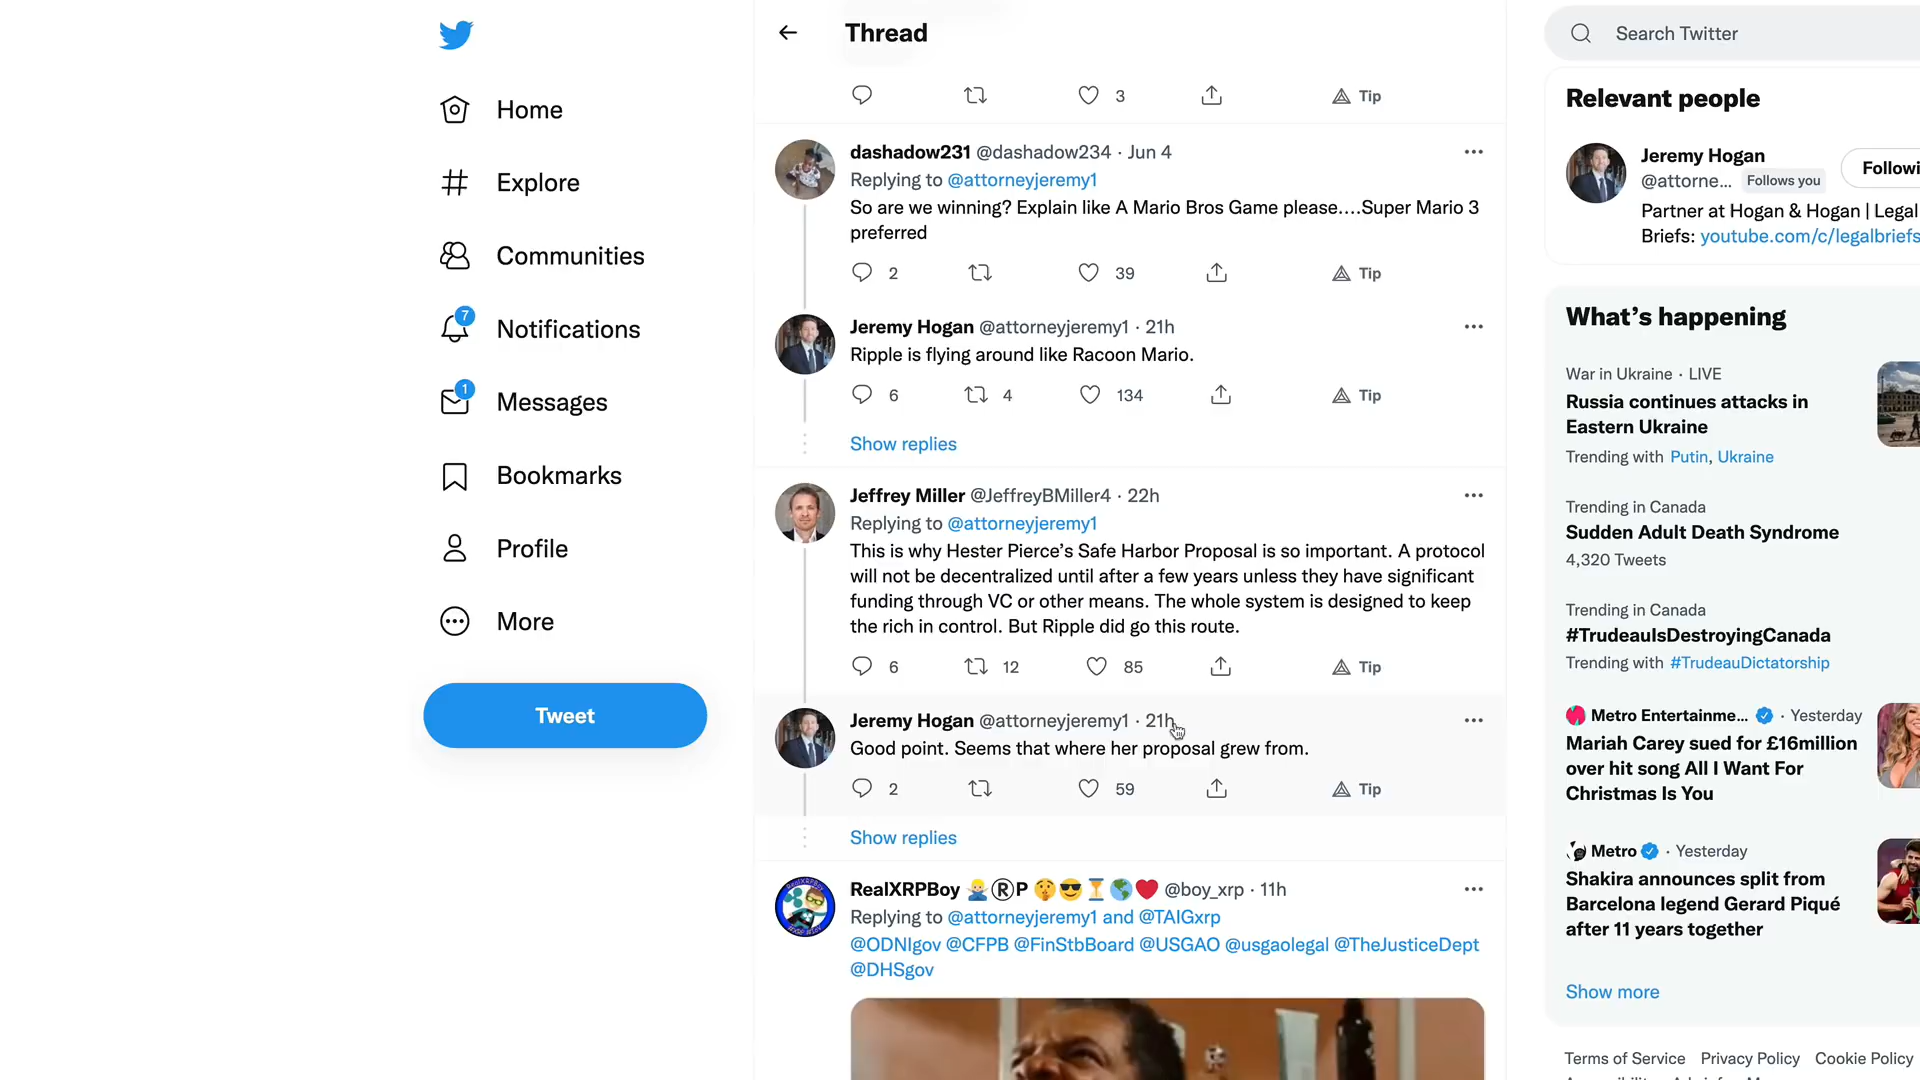 Home
Explore
Communities
7
Notifications
1
Messages
Bookmarks
Profile
More
Tweet
Thread
3
Tip
dashadow231 @dashadow234 · Jun 4
Replying to @attorneyjeremy1
So are we winning? Explain like A Mario Bros Game please....Super Mario 3
preferred
2
39
Tip
Jeremy Hogan @attorneyjeremy1 · 21h
Ripple is flying around like Racoon Mario.
6
4
134
Tip
Show replies
Jeffrey Miller @JeffreyBMiller4 · 22h
Replying to @attorneyjeremy1
This is why Hester Pierce's Safe Harbor Proposal is so important. A protocol
will not be decentralized until after a few years unless they have significant
funding through VC or other means. The whole system is designed to keep
the rich in control. But Ripple did go this route.
6
12
85
Tip
Jeremy Hogan @attorneyjeremy1 · 21h
Good point. Seems that where her proposal grew from.
2
59
Tip
Show replies
RealXRPBoy 🤷‍♂️®️P 🤫😎⏳🌎❤️ @boy_xrp · 11h
Replying to @attorneyjeremy1 and @TAIGxrp
@ODNIgov @CFPB @FinStbBoard @USGAO @usgaolegal @TheJusticeDept
@DHSgov
Search Twitter
Relevant people
Jeremy Hogan
@attorne... Follows you
Followi
Partner at Hogan & Hogan | Legal
Briefs: youtube.com/c/legalbriefs
What's happening
War in Ukraine · LIVE
Russia continues attacks in
Eastern Ukraine
Trending with Putin, Ukraine
Trending in Canada
Sudden Adult Death Syndrome
4,320 Tweets
Trending in Canada
#TrudeauIsDestroyingCanada
Trending with #TrudeauDictatorship
Metro Entertainme... · Yesterday
Mariah Carey sued for £16million
over hit song All I Want For
Christmas Is You
Metro · Yesterday
Shakira announces split from
Barcelona legend Gerard Piqué
after 11 years together
Show more
Terms of Service Privacy Policy Cookie Policy